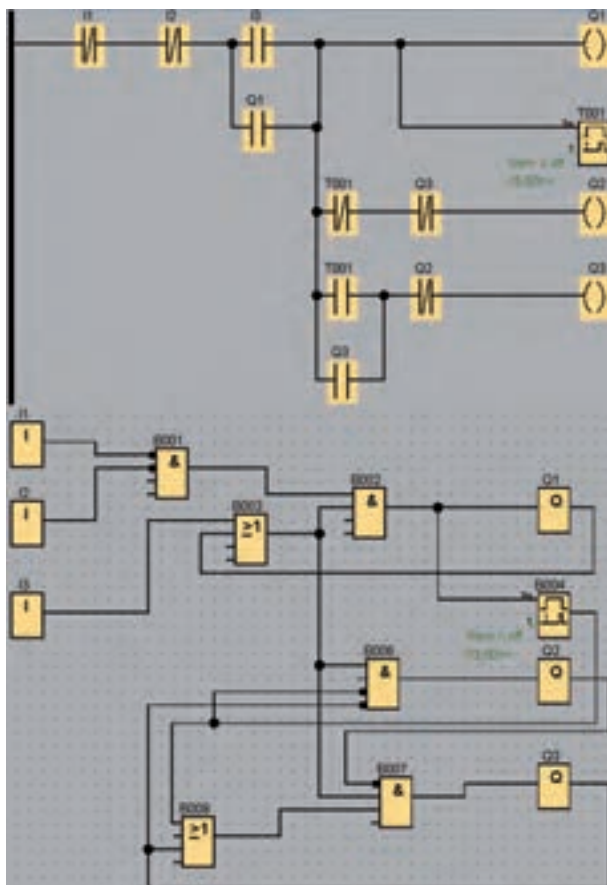 I1 I2 I3 Q1
Q1 T001
T001 Q3 Q2
T001 Q2 Q3
Q3
I1
I
B001
&
I2
I
B002
&
Q1
Q
B003
≥1
I3
I
B004
B006
&
Q2
Q
B007
&
Q3
Q
≥1